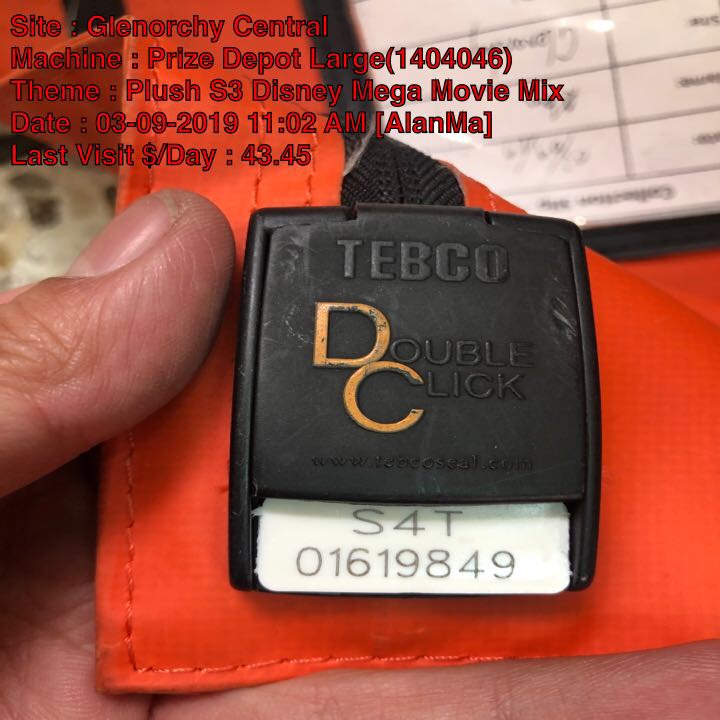 Site : Glenorchy Central
Machine : Prize Depot Large(1404046)
Theme : Plush S3 Disney Mega Movie Mix
Date : 03-09-2019 11:02 AM [AlanMa]
Last Visit $/Day : 43.45
TEBCO
DOUBLE
CLICK
www.tebcoseal.com
S4T
01619849